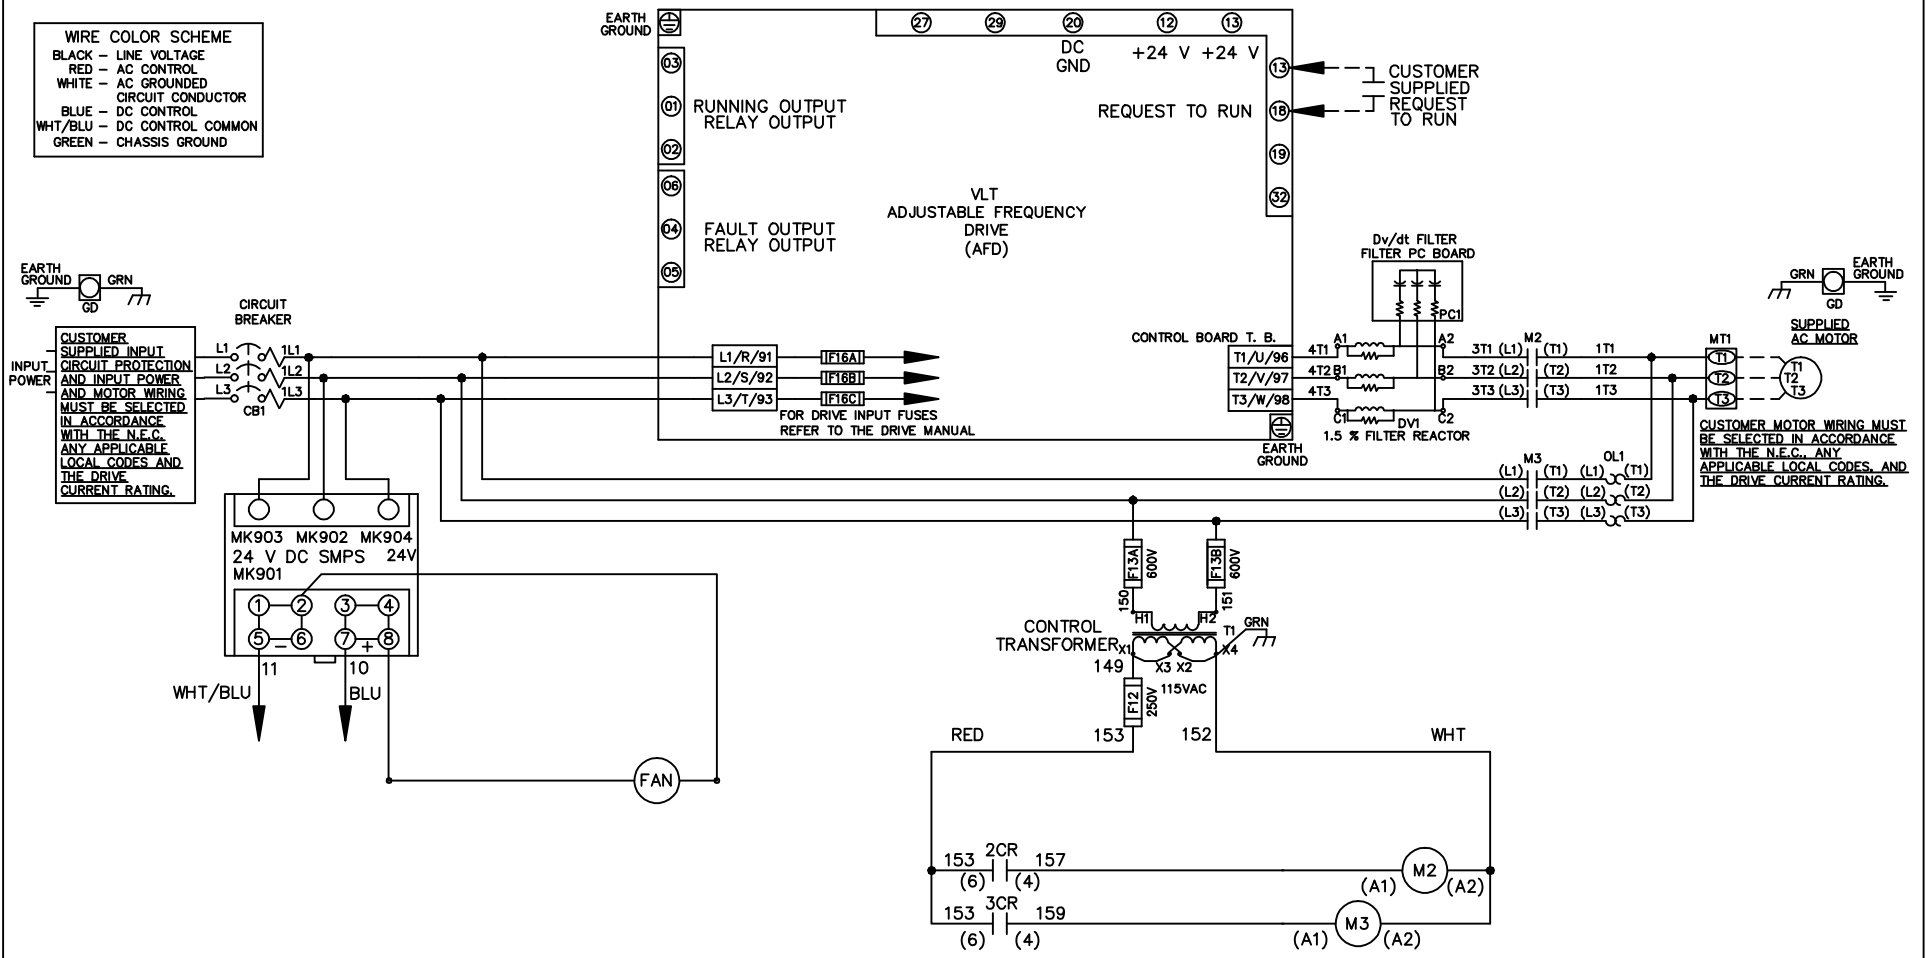 WIRE COLOR SCHEME
BLACK – LINE VOLTAGE
RED – AC CONTROL
WHITE – AC GROUNDED
CIRCUIT CONDUCTOR
BLUE – DC CONTROL
WHT/BLU – DC CONTROL COMMON
GREEN – CHASSIS GROUND
EARTH
GROUND
27 29 20 12 13
DC
GND
+24 V +24 V
03
01
02
RUNNING OUTPUT
RELAY OUTPUT
06
04
05
FAULT OUTPUT
RELAY OUTPUT
VLT
ADJUSTABLE FREQUENCY
DRIVE
(AFD)
REQUEST TO RUN
13
18
19
32
CUSTOMER
SUPPLIED
REQUEST
TO RUN
EARTH
GROUND
GRN
GD
CIRCUIT
BREAKER
INPUT
POWER
CUSTOMER
SUPPLIED INPUT
CIRCUIT PROTECTION
AND INPUT POWER
AND MOTOR WIRING
MUST BE SELECTED
IN ACCORDANCE
WITH THE N.E.C.
ANY APPLICABLE
LOCAL CODES AND
THE DRIVE
CURRENT RATING.
L1 1L1
L2 1L2
L3 1L3
CB1
L1/R/91 F16A
L2/S/92 F16B
L3/T/93 F16C
FOR DRIVE INPUT FUSES
REFER TO THE DRIVE MANUAL
CONTROL BOARD T. B.
T1/U/96 4T1
T2/V/97 4T2
T3/W/98 4T3
EARTH
GROUND
Dv/dt FILTER
FILTER PC BOARD
PC1
A1 A2
B1 B2
C1 C2
DV1
1.5 % FILTER REACTOR
M2
3T1 (L1) (T1) 1T1
3T2 (L2) (T2) 1T2
3T3 (L3) (T3) 1T3
MT1
T1
T2
T3
GRN
GD
EARTH
GROUND
SUPPLIED
AC MOTOR
T1
T2
T3
CUSTOMER MOTOR WIRING MUST
BE SELECTED IN ACCORDANCE
WITH THE N.E.C., ANY
APPLICABLE LOCAL CODES, AND
THE DRIVE CURRENT RATING.
M3 OL1
(L1) (T1) (L1) (T1)
(L2) (T2) (L2) (T2)
(L3) (T3) (L3) (T3)
MK903 MK902 MK904
24 V DC SMPS 24V
MK901
1 2 3 4
5 – 6 7 + 8
11 10
WHT/BLU BLU
FAN
F13A 600V
F13B 600V
150 151
H1 H2
CONTROL
TRANSFORMER
T1
GRN
X1 X3 X2 X4
149
115VAC
F12 250V
RED 153 152 WHT
153 2CR 157
(6) (4)
(A1) M2 (A2)
153 3CR 159
(6) (4)
(A1) M3 (A2)